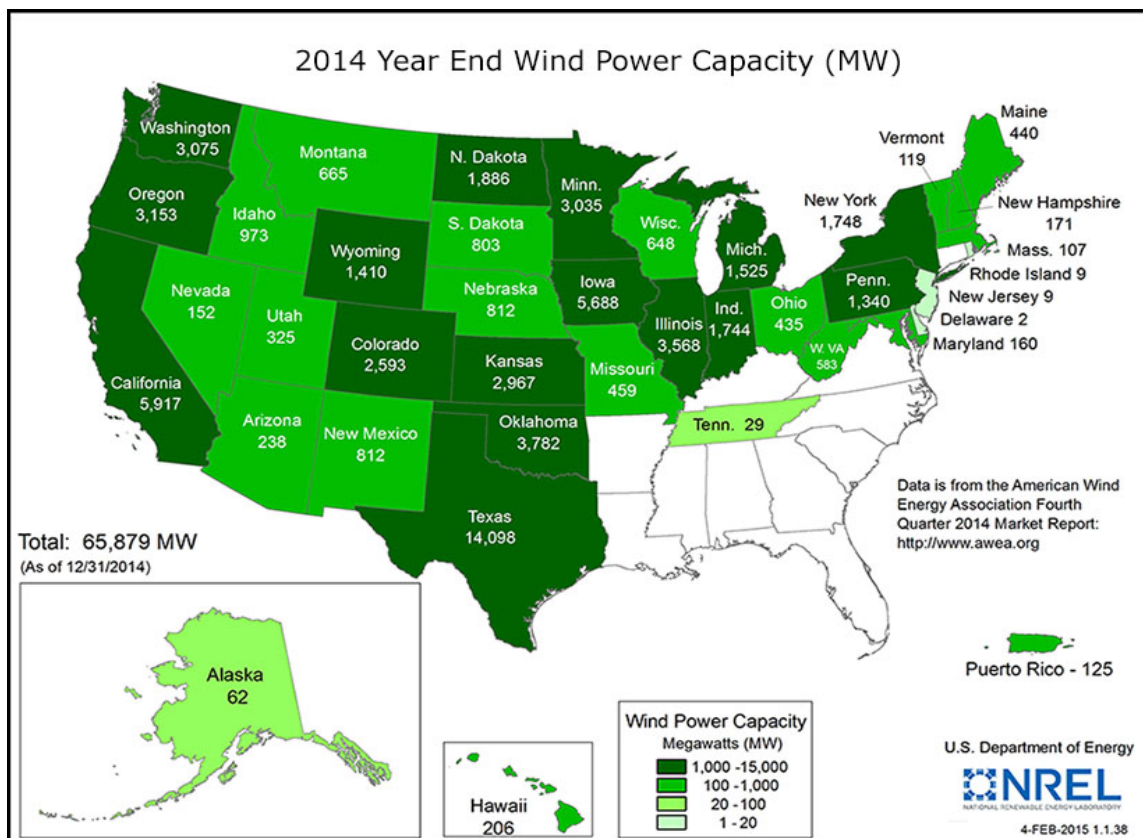 2014 Year End Wind Power Capacity (MW)
Washington
3,075
Oregon
3,153
California
5,917
Montana
665
Idaho
973
Nevada
152
Utah
325
Arizona
238
Wyoming
1,410
Colorado
2,593
New Mexico
812
N. Dakota
1,886
S. Dakota
803
Nebraska
812
Kansas
2,967
Oklahoma
3,782
Texas
14,098
Minn.
3,035
Iowa
5,688
Missouri
459
Wisc.
648
Illinois
3,568
Mich.
1,525
Ind.
1,744
Ohio
435
W. VA
583
Tenn. 29
Penn.
1,340
New York
1,748
Vermont
119
Maine
440
New Hampshire
171
Mass. 107
Rhode Island 9
New Jersey 9
Delaware 2
Maryland 160
Data is from the American Wind
Energy Association Fourth
Quarter 2014 Market Report:
http://www.awea.org
Total: 65,879 MW
(As of 12/31/2014)
Alaska
62
Hawaii
206
Puerto Rico - 125
Wind Power Capacity
Megawatts (MW)
1,000 -15,000
100 -1,000
20 -100
1 - 20
U.S. Department of Energy
NREL
NATIONAL RENEWABLE ENERGY LABORATORY
4-FEB-2015 1.1.38